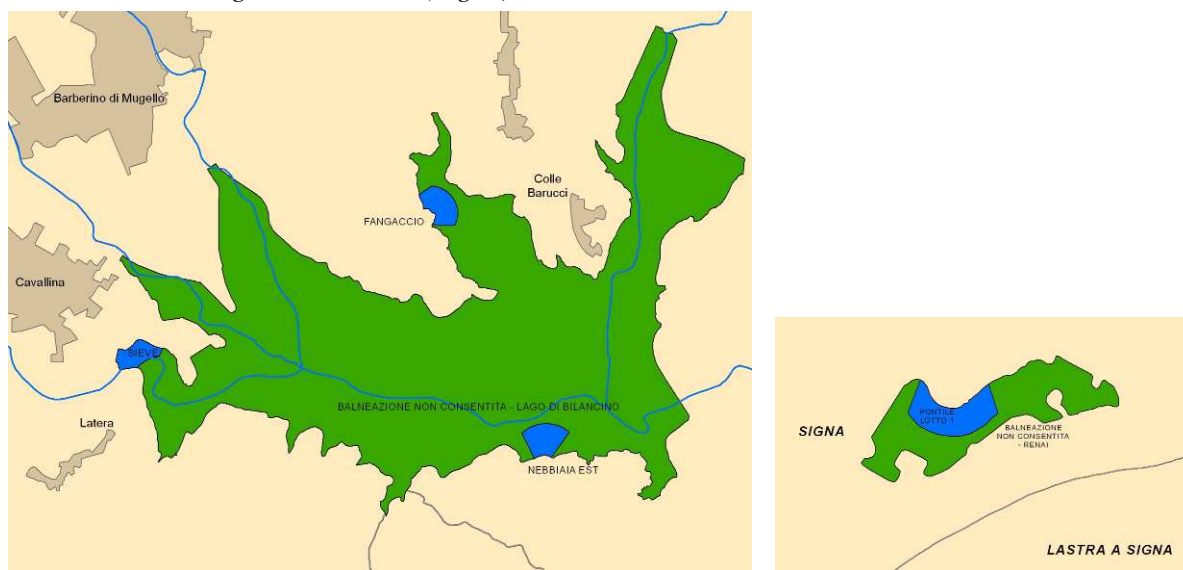 Barberino di Mugello
Colle
Barucci
FANGACCIO
Cavallina
SIEVE
BALNEAZIONE NON CONSENTITA - LAGO DI BILANCINO
Latera
NEBBIAIA EST
PONTILE
LOTTO 1
SIGNA
BALNEAZIONE
NON CONSENTITA
- RENAI
LASTRA A SIGNA